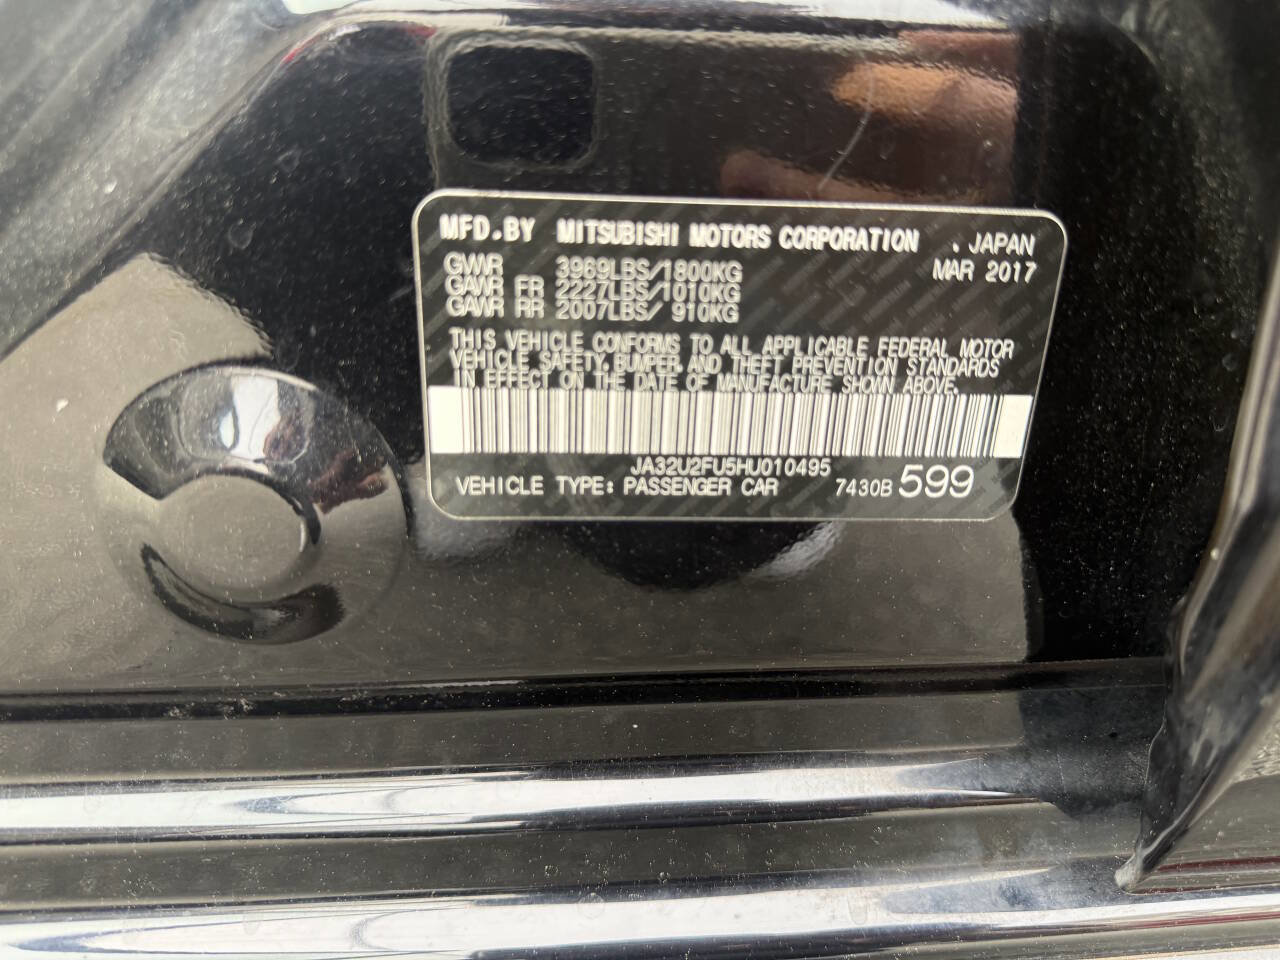 MFD.BY MITSUBISHI MOTORS CORPORATION . JAPAN
MAR 2017
GVWR 3969LBS/1800KG
GAWR FR 2227LBS/1010KG
GAWR RR 2007LBS/ 910KG
THIS VEHICLE CONFORMS TO ALL APPLICABLE FEDERAL MOTOR
VEHICLE SAFETY, BUMPER, AND THEFT PREVENTION STANDARDS
IN EFFECT ON THE DATE OF MANUFACTURE SHOWN ABOVE.
JA32U2FU5HU010495
VEHICLE TYPE: PASSENGER CAR 7430B 599